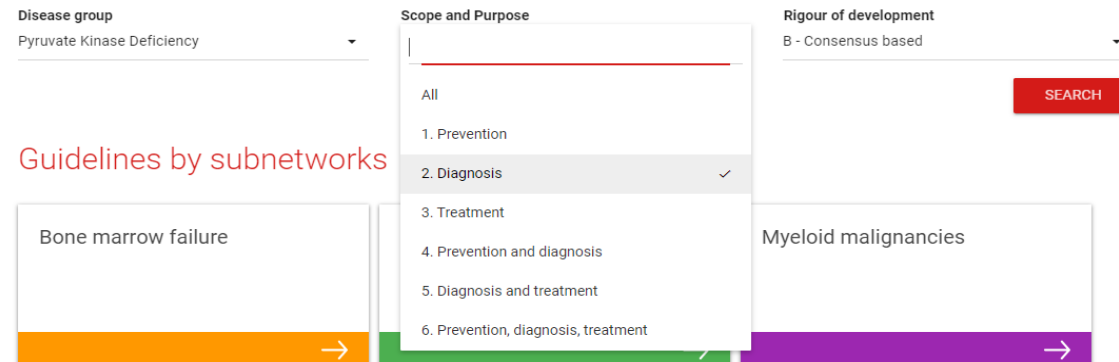 Disease group
Scope and Purpose
Rigour of development
Pyruvate Kinase Deficiency
B - Consensus based
All
SEARCH
1. Prevention
Guidelines by subnetworks
2. Diagnosis
3. Treatment
Bone marrow failure
Myeloid malignancies
4. Prevention and diagnosis
5. Diagnosis and treatment
6. Prevention, diagnosis, treatment